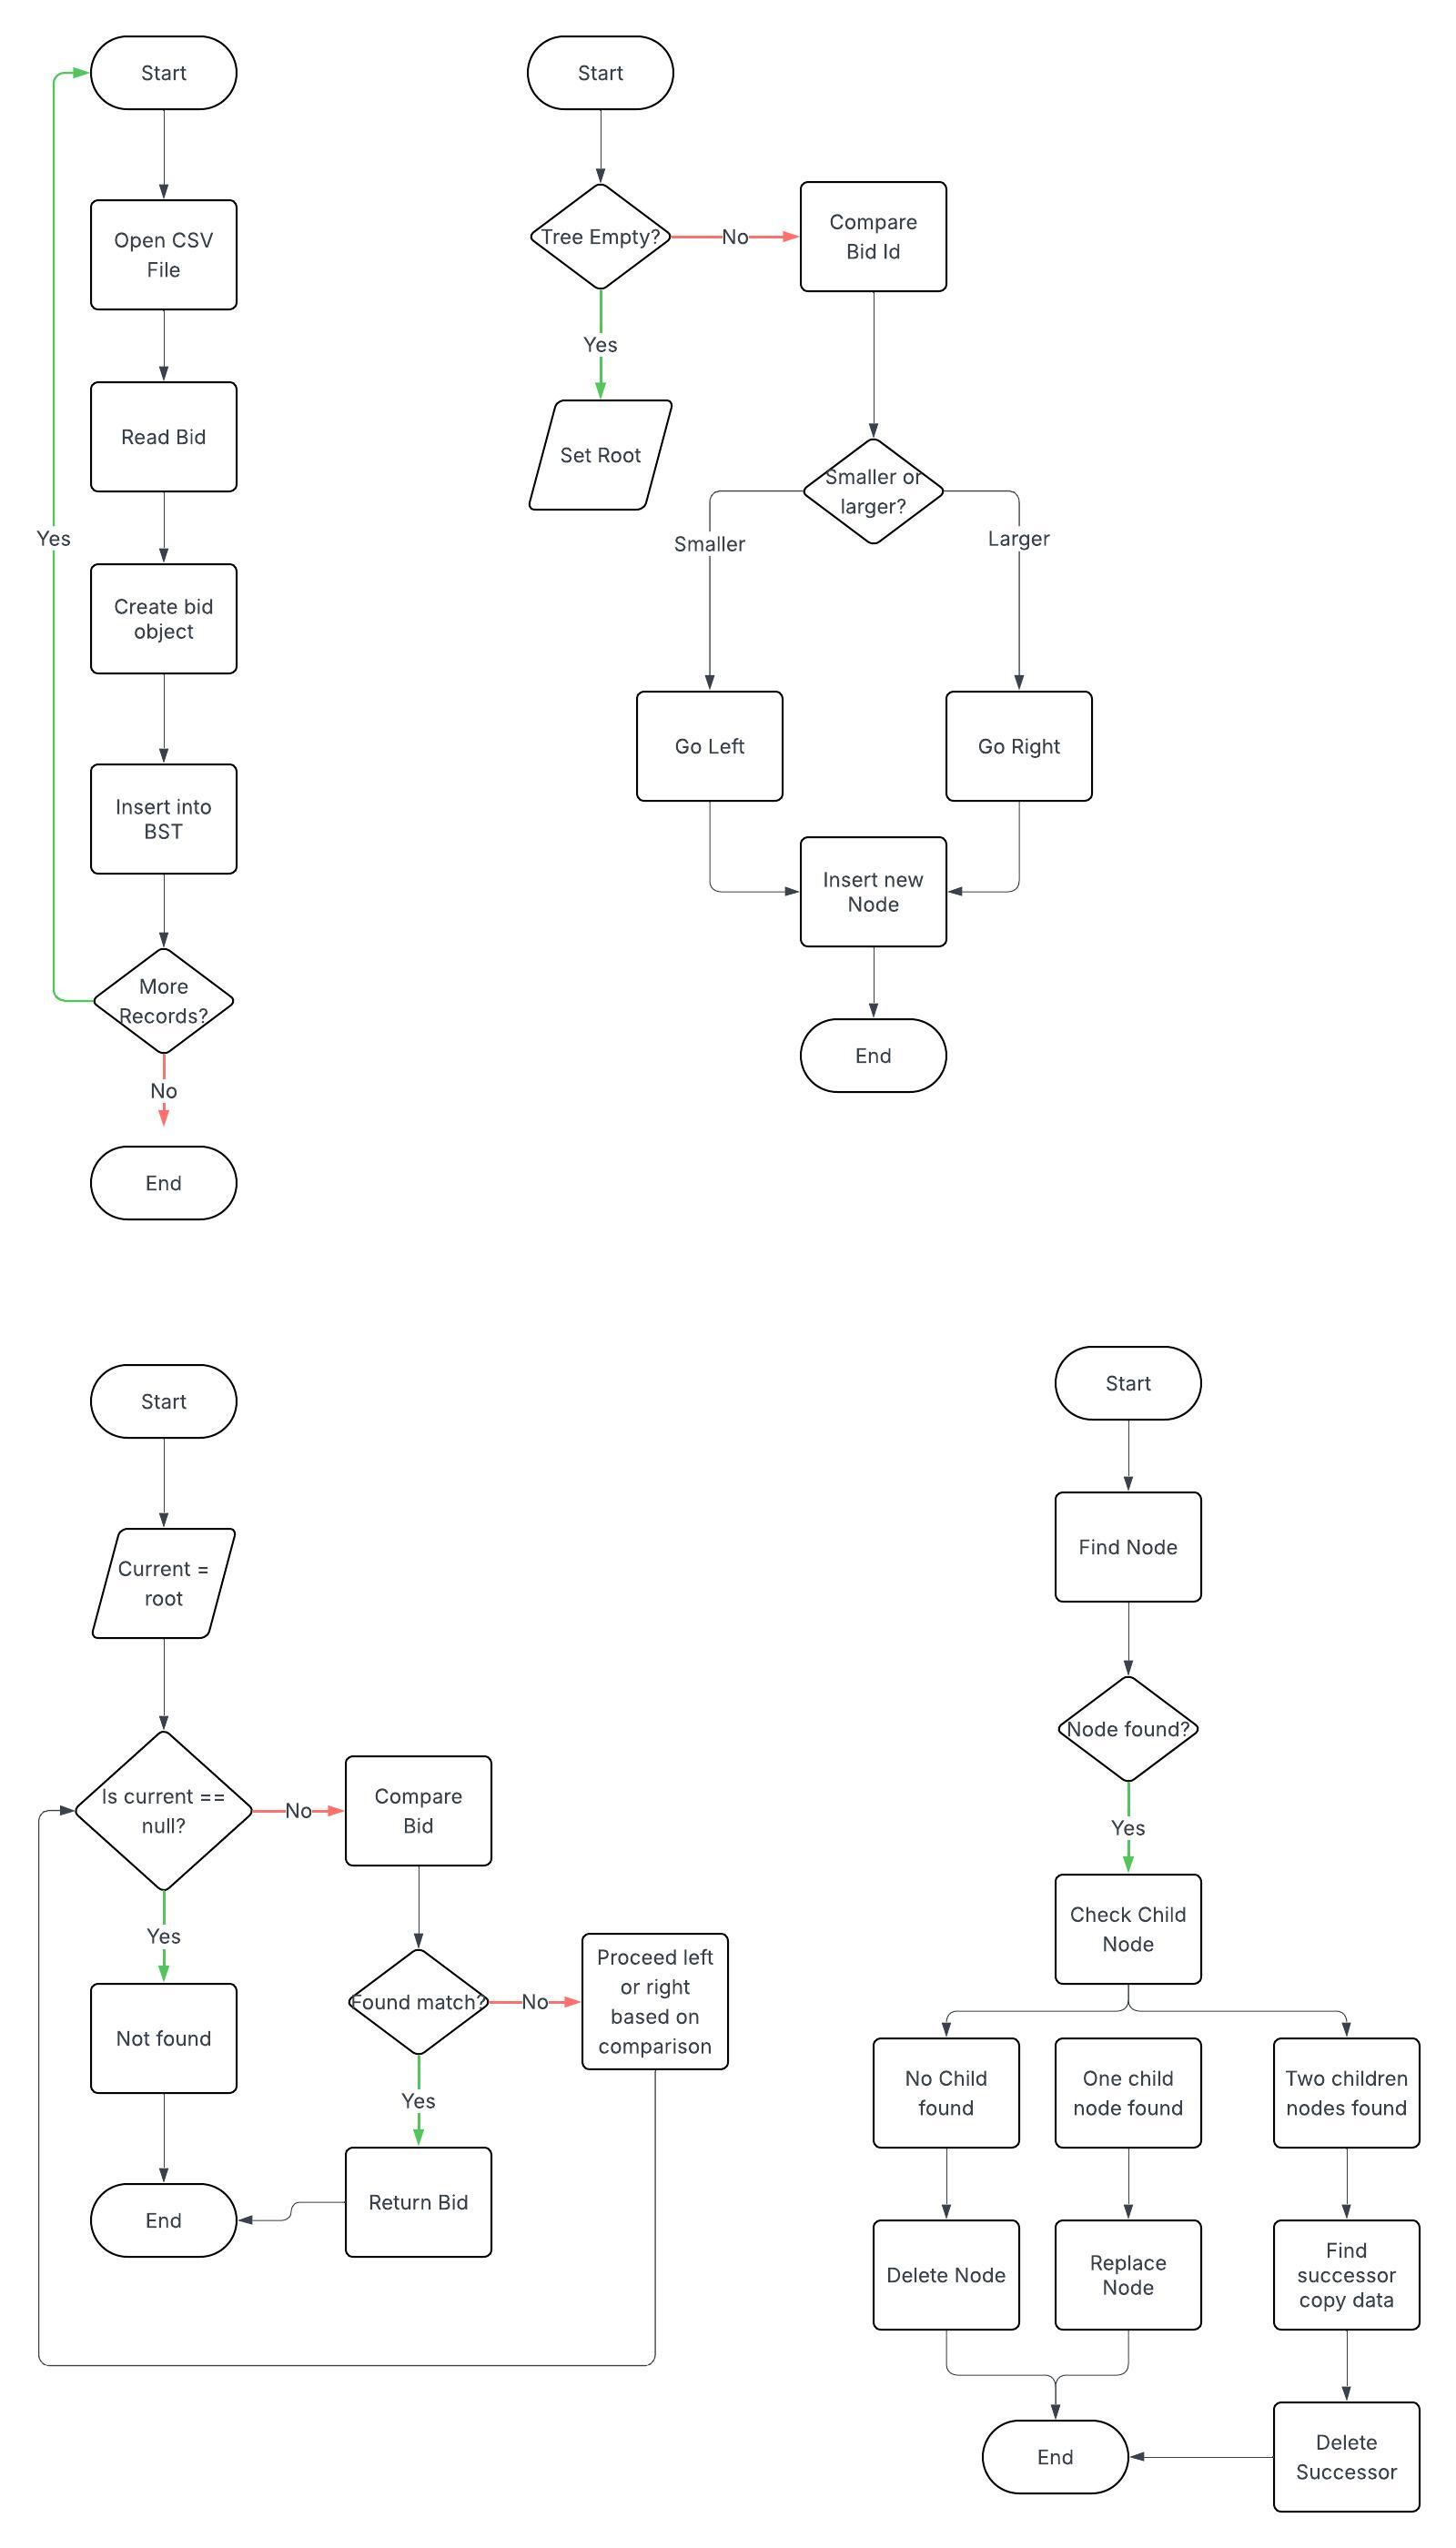 Start
Open CSV
File
Read Bid
Yes
Create bid
object
Insert into
BST
More
Records?
No
End
Start
Tree Empty?
No
Compare
Bid Id
Yes
Set Root
Smaller or
larger?
Smaller
Larger
Go Left
Go Right
Insert new
Node
End
Start
Current =
root
Is current ==
null?
No
Compare
Bid
Yes
Not found
Found match?
No
Proceed left
or right
based on
comparison
Yes
Return Bid
End
Start
Find Node
Node found?
Yes
Check Child
Node
No Child
found
One child
node found
Two children
nodes found
Delete Node
Replace
Node
Find
successor
copy data
End
Delete
Successor